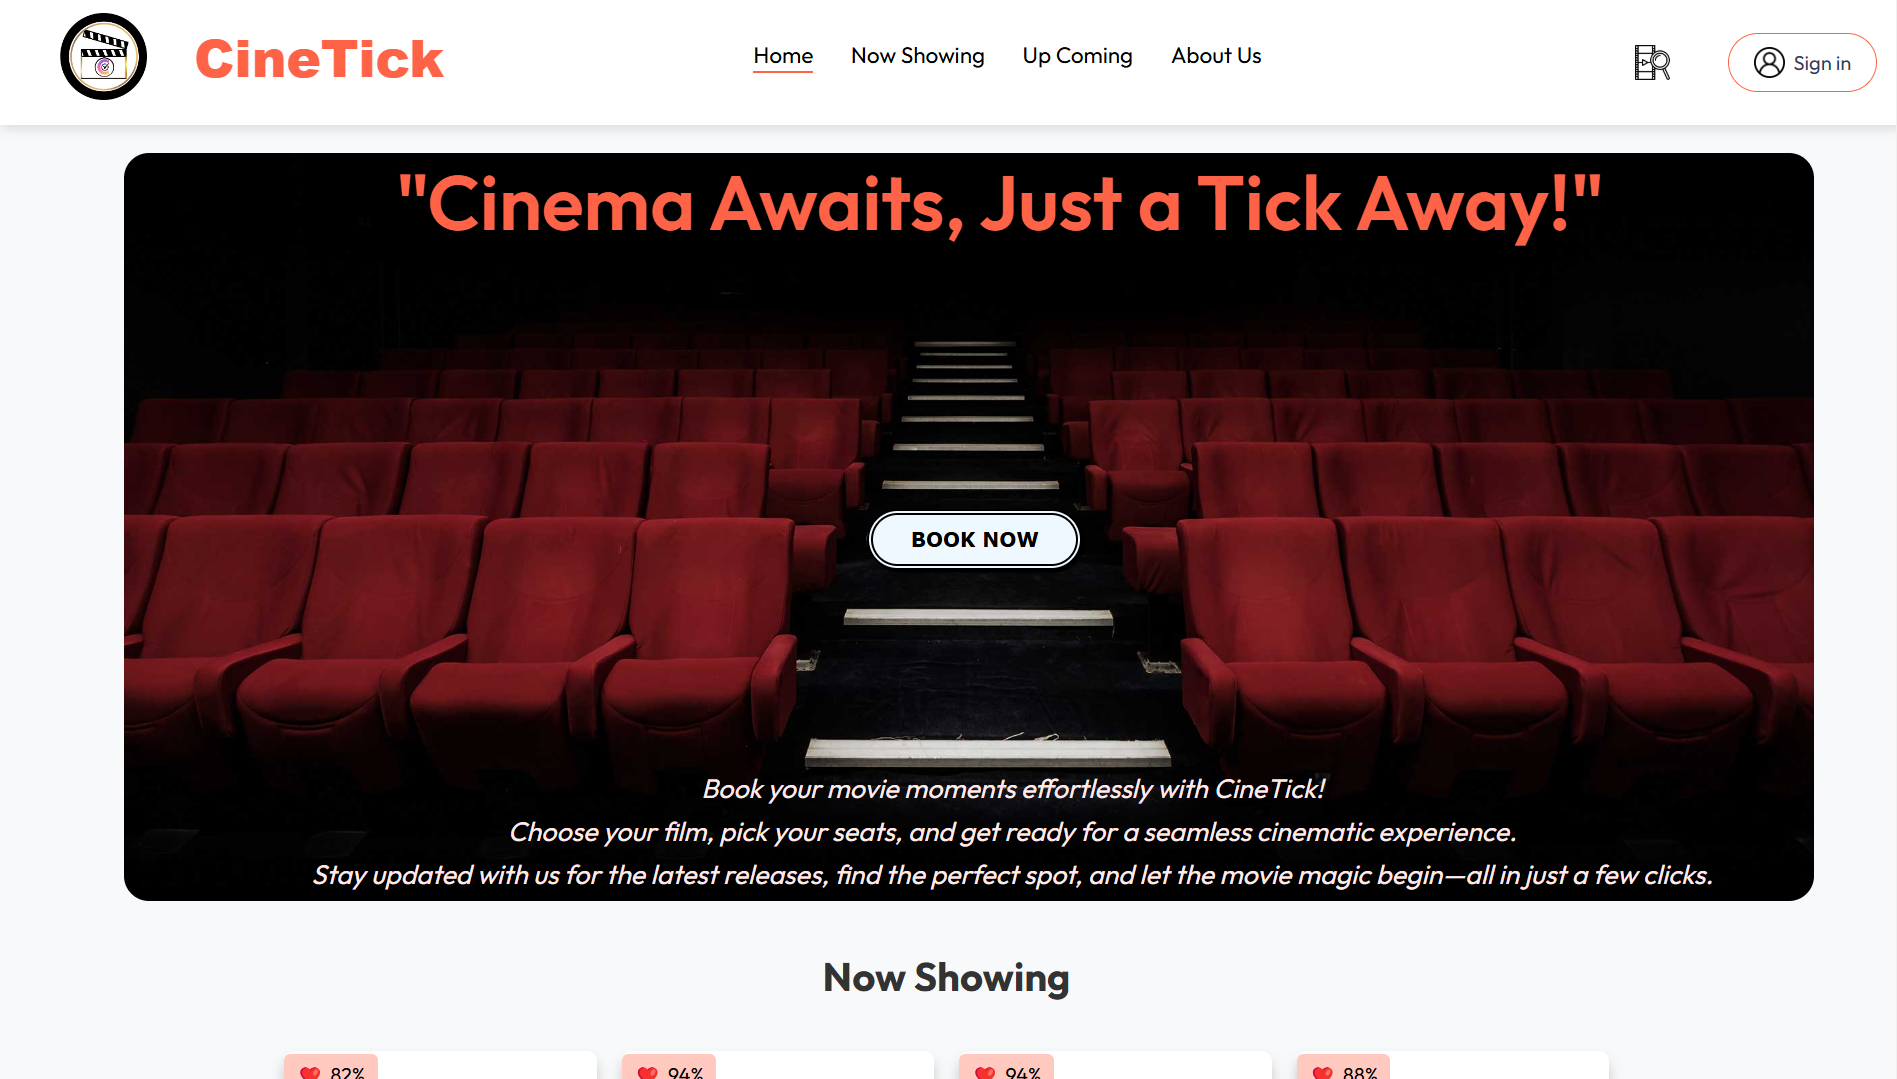 CineTick
Home Now Showing Up Coming About Us
Sign in
"Cinema Awaits, Just a Tick Away!"
BOOK NOW
Book your movie moments effortlessly with CineTick!
Choose your film, pick your seats, and get ready for a seamless cinematic experience.
Stay updated with us for the latest releases, find the perfect spot, and let the movie magic begin—all in just a few clicks.
Now Showing
82% 94% 94% 88%